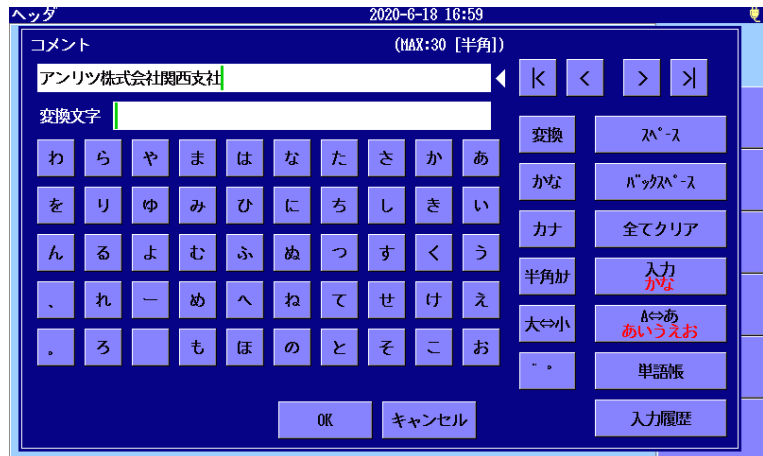 ヘッダ 2020-6-18 16:59
コメント (MAX:30 [半角])
アンリツ株式会社関西支社
|< < > >|
変換文字
変換 ｽﾍﾟｰｽ
わ ら や ま は な た さ か あ
かな ﾊﾞｯｸｽﾍﾟｰｽ
を り ゆ み ひ に ち し き い
カナ 全てクリア
ん る よ む ふ ぬ つ す く う
半角ｶﾅ 入力
かな
、 れ ー め へ ね て せ け え
大⇔小 A⇔あ
あいうえお
。 ろ も ほ の と そ こ お
゛゜ 単語帳
OK キャンセル 入力履歴